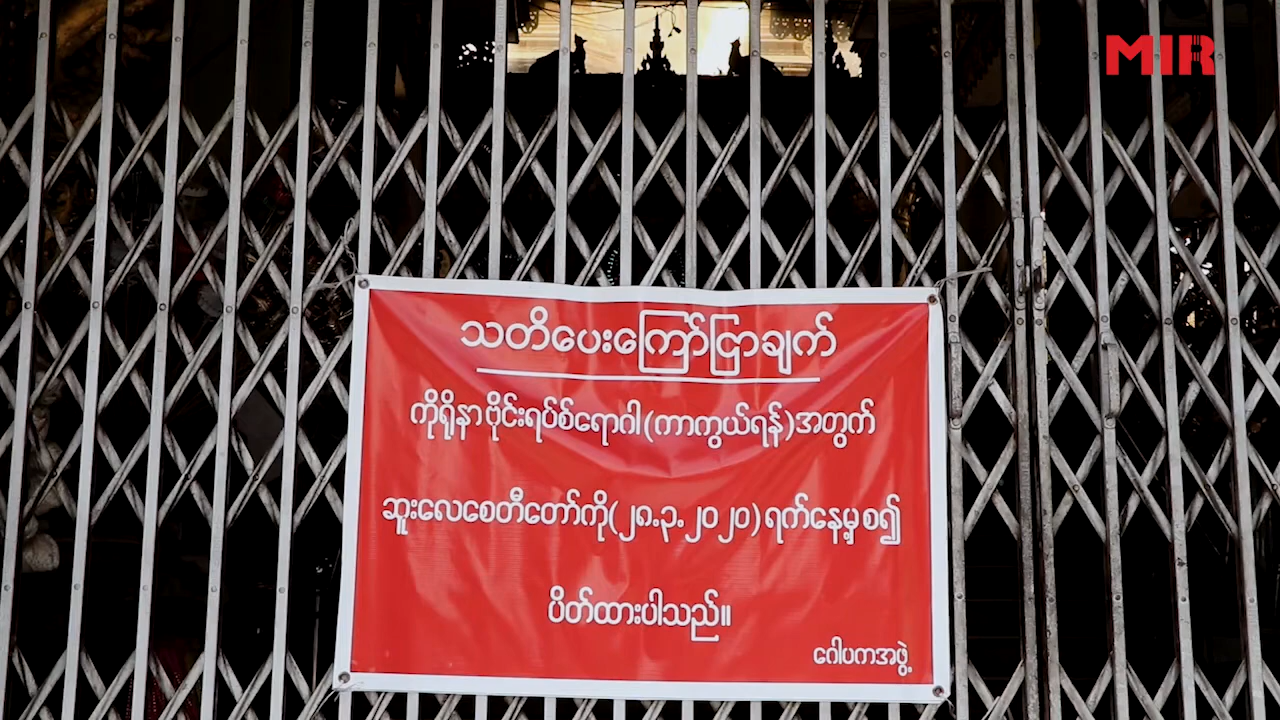 MIR
သတိပေးကြော်ငြာချက်
ကိုရိုနာဗိုင်းရပ်စ်ရောဂါ(ကာကွယ်ရန်)အတွက်
ဆူးလေစေတီတော်ကို(၂၈.၃.၂၀၂၀)ရက်နေ့မှစ၍
ပိတ်ထားပါသည်။
ဂေါပကအဖွဲ့